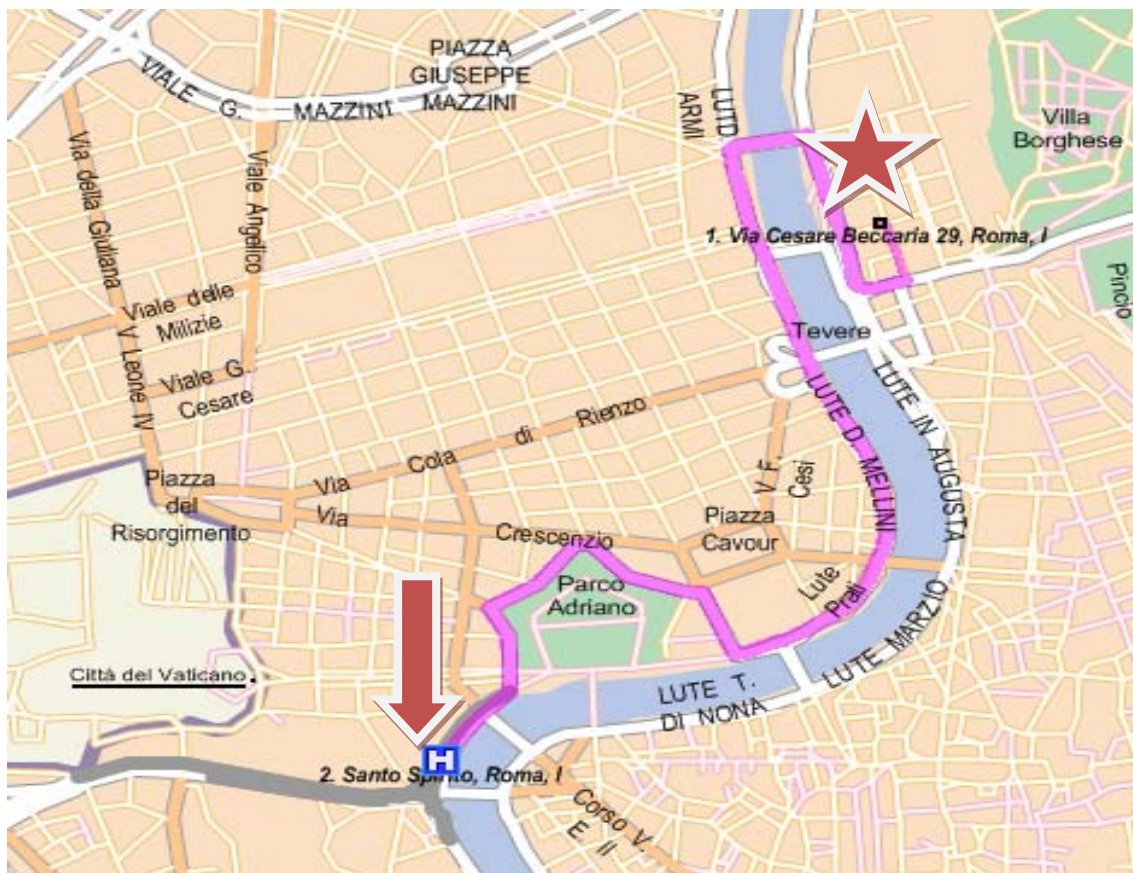 PIAZZA
GIUSEPPE
MAZZINI
VIALE G.
MAZZINI
LUTD
ARMI
Villa
Borghese
Via della Giuliana
Viale Angelico
1. Via Cesare Beccaria 29, Roma, I
Pincio
Viale delle
Milizie
V Leone IV
Tevere
Viale G.
Cesare
LUTE D. MELLINI
LUTE IN AUGUSTA
Via Cola di Rienzo
V. F.
Cesi
Piazza
del
Risorgimento
Via Crescenzio
Piazza
Cavour
Parco
Adriano
Lute
Prati
LUTE MARZIO
Città del Vaticano
LUTE T.
DI NONA
H
2. Santo Spirito, Roma, I
Corso V.
E. II